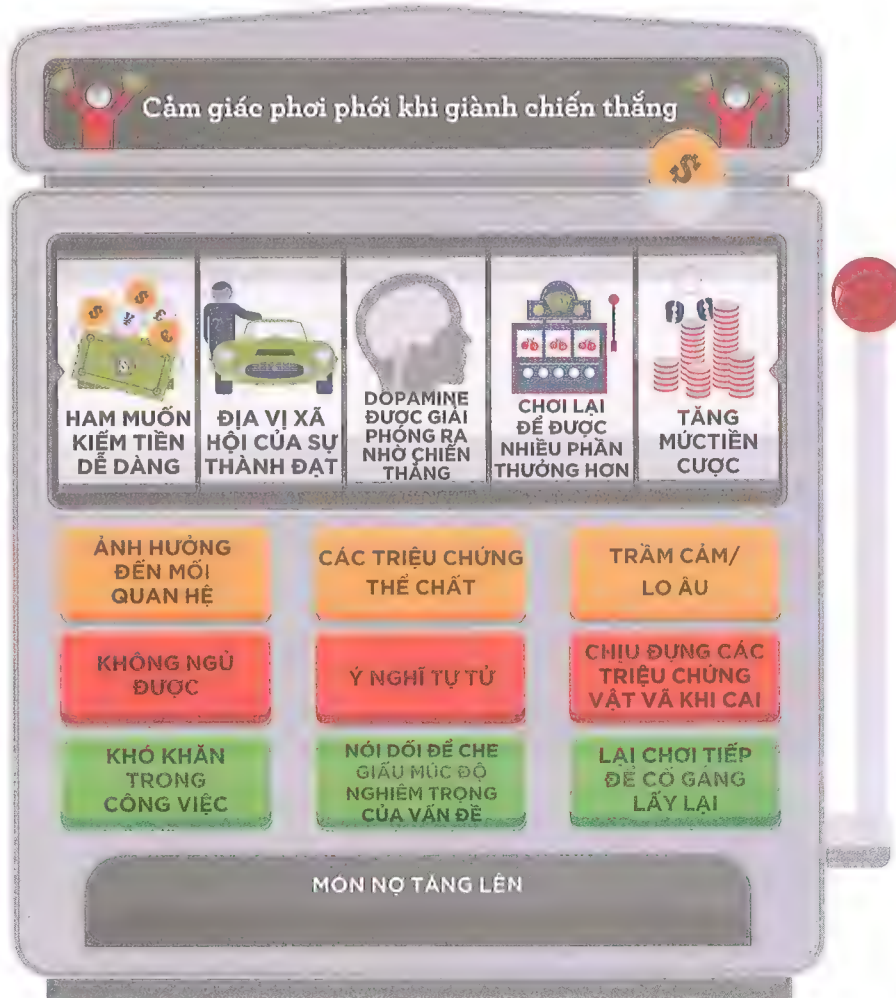 Cảm giác phơi phới khi giành chiến thắng
$
$
¥
£
$
€
$
HAM MUỐN
KIẾM TIỀN
DỄ DÀNG
ĐỊA VỊ XÃ
HỘI CỦA SỰ
THÀNH ĐẠT
DOPAMINE
ĐƯỢC GIẢI
PHÓNG RA
NHỜ CHIẾN
THẮNG
CHƠI LẠI
ĐỂ ĐƯỢC
NHIỀU PHẦN
THƯỞNG HƠN
TĂNG
MỨCTIỀN
CƯỢC
ẢNH HƯỞNG
ĐẾN MỐI
QUAN HỆ
CÁC TRIỆU CHỨNG
THỂ CHẤT
TRẦM CẢM/
LO ÂU
KHÔNG NGỦ
ĐƯỢC
Ý NGHĨ TỰ TỬ
CHỊU ĐỰNG CÁC
TRIỆU CHỨNG
VẬT VÃ KHI CAI
KHÓ KHĂN
TRONG
CÔNG VIỆC
NÓI DỐI ĐỂ CHE
GIẤU MÚC ĐỘ
NGHIÊM TRỌNG
CỦA VẤN ĐỀ
LẠI CHƠI TIẾP
ĐỂ CỐ GẮNG
LẤY LẠI
MÓN NỢ TĂNG LÊN